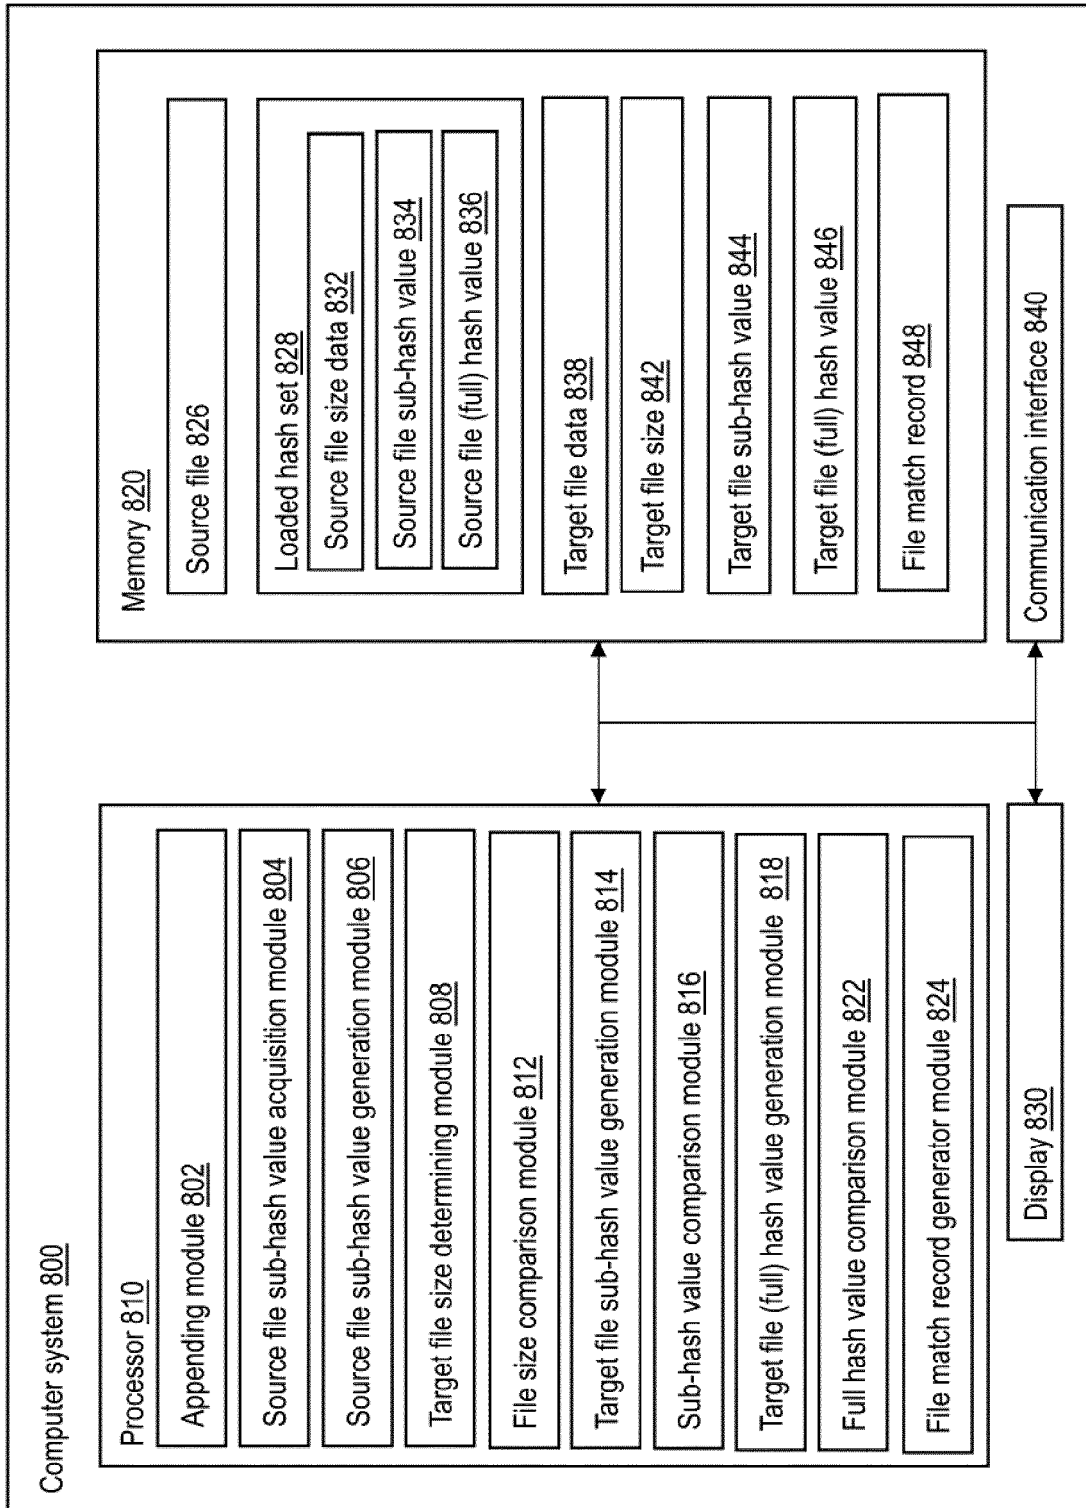 Computer system 800
Processor 810
Appending module 802
Source file sub-hash value acquisition module 804
Source file sub-hash value generation module 806
Target file size determining module 808
File size comparison module 812
Target file sub-hash value generation module 814
Sub-hash value comparison module 816
Target file (full) hash value generation module 818
Full hash value comparison module 822
File match record generator module 824
Display 830
Memory 820
Source file 826
Loaded hash set 828
Source file size data 832
Source file sub-hash value 834
Source file (full) hash value 836
Target file data 838
Target file size 842
Target file sub-hash value 844
Target file (full) hash value 846
File match record 848
Communication interface 840